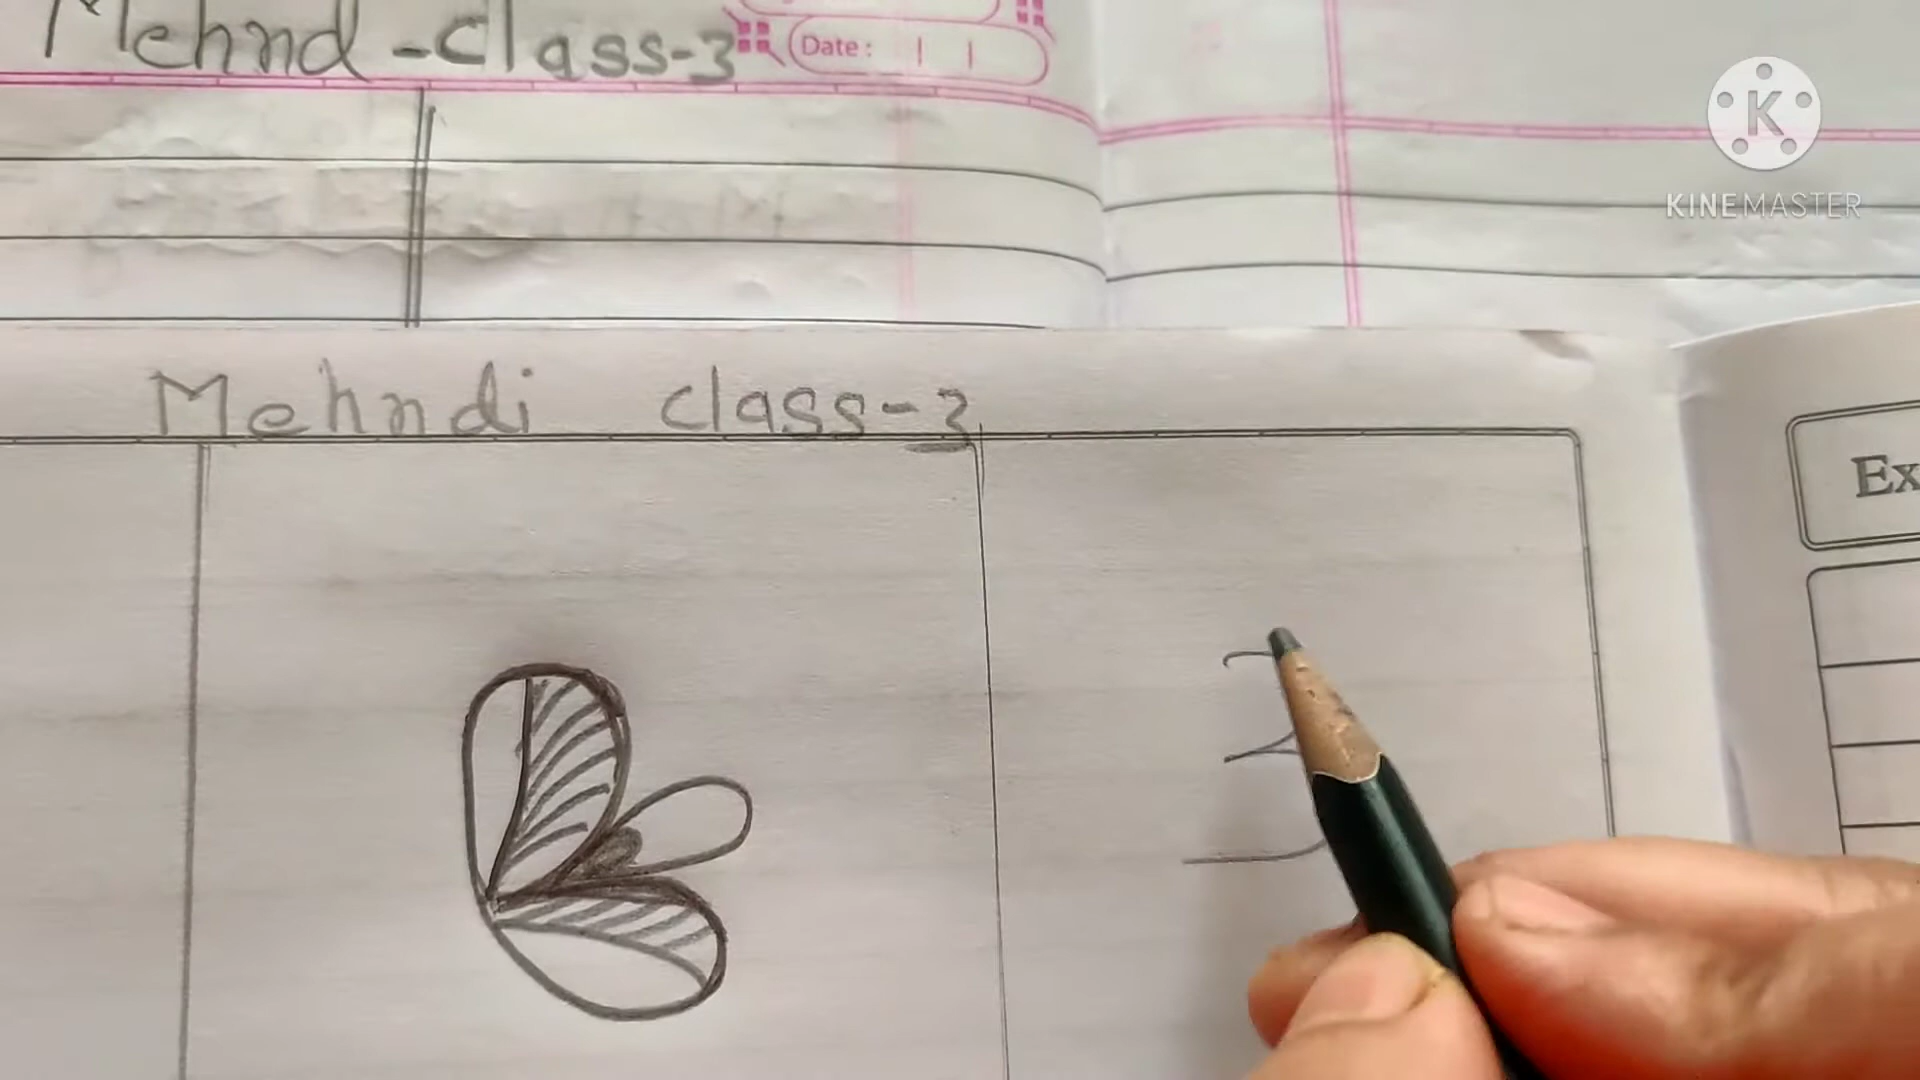 Mehnd-class-3
Date :
K
KINEMASTER
Mehndi class-3
Ex